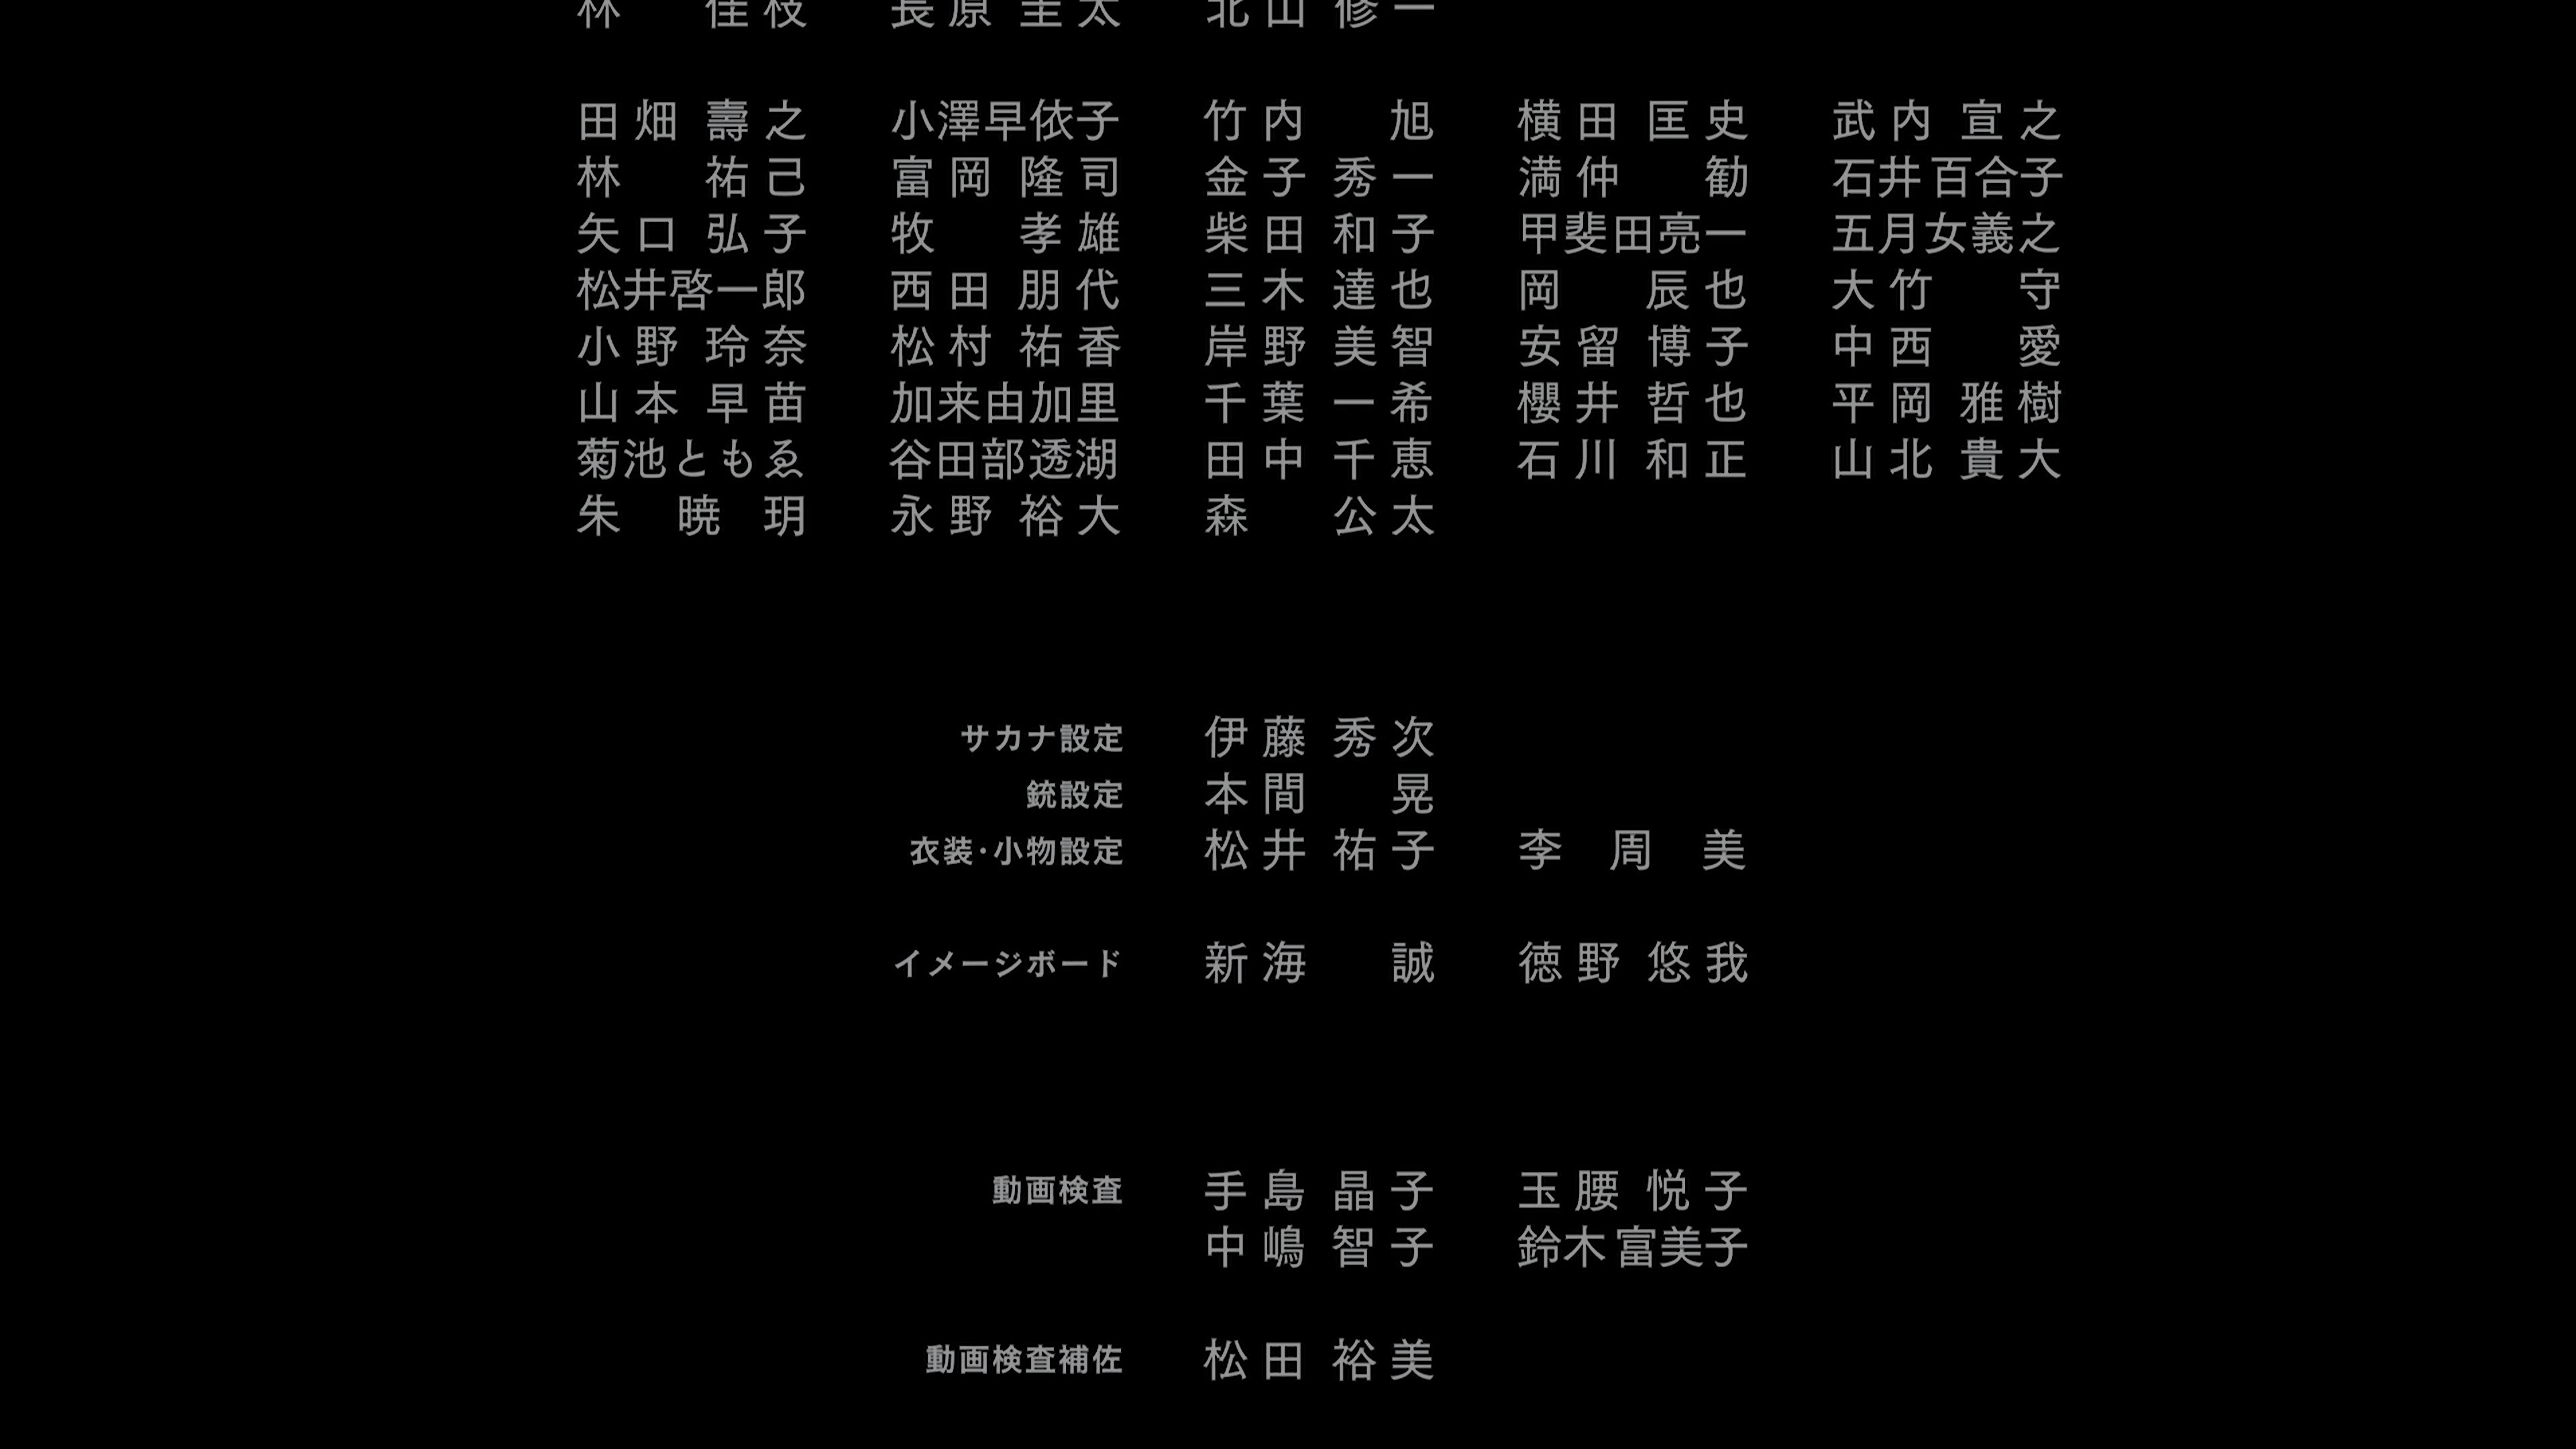 林 佳枝 長原圭太 北山修一
田畑壽之 小澤早依子 竹内 旭 横田匡史 武内宣之
林 祐己 富岡隆司 金子秀一 満仲 勧 石井百合子
矢口弘子 牧 孝雄 柴田和子 甲斐田亮一 五月女義之
松井啓一郎 西田朋代 三木達也 岡 辰也 大竹 守
小野玲奈 松村祐香 岸野美智 安留博子 中西 愛
山本早苗 加来由加里 千葉一希 櫻井哲也 平岡雅樹
菊池ともゑ 谷田部透湖 田中千恵 石川和正 山北貴大
朱 暁 玥 永野裕大 森 公太
サカナ設定 伊藤秀次
銃設定 本間 晃
衣装･小物設定 松井祐子 李 周 美
イメージボード 新海 誠 徳野悠我
動画検査 手島晶子 玉腰悦子
中嶋智子 鈴木富美子
動画検査補佐 松田裕美